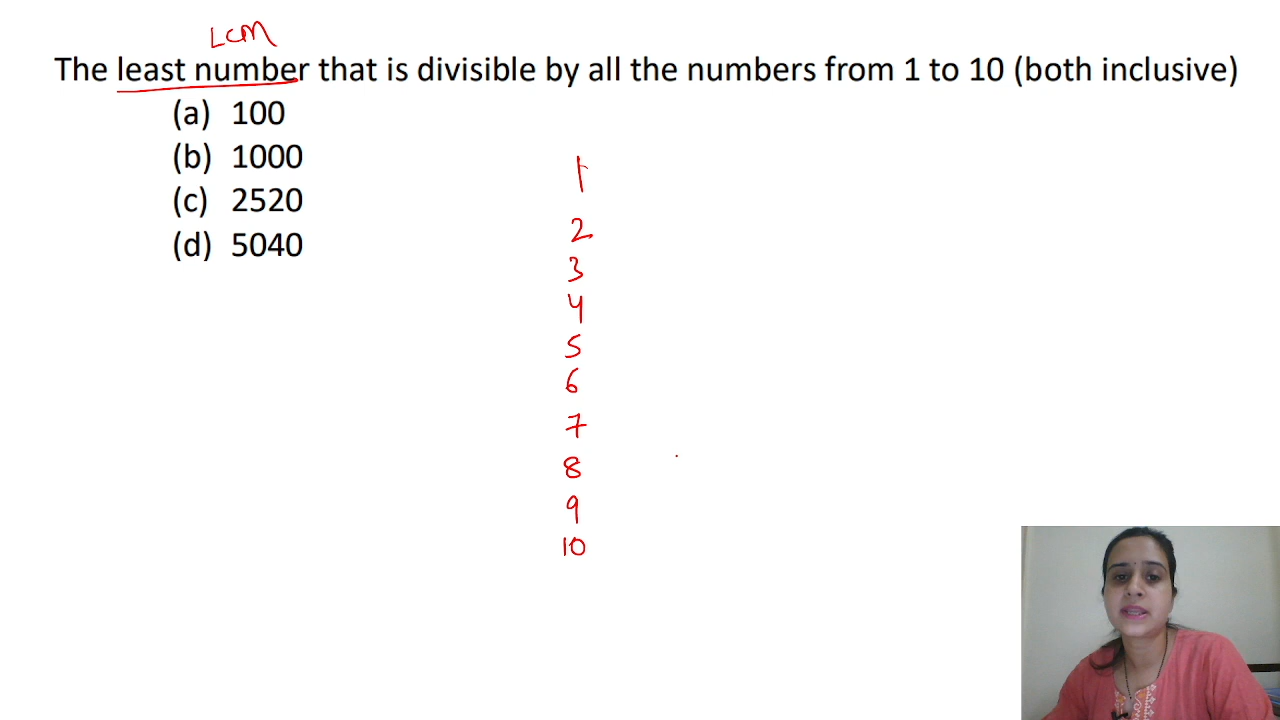 LCM
The least number that is divisible by all the numbers from 1 to 10 (both inclusive)
(a) 100
(b) 1000
(c) 2520
(d) 5040
1
2
3
4
5
6
7
8
9
10